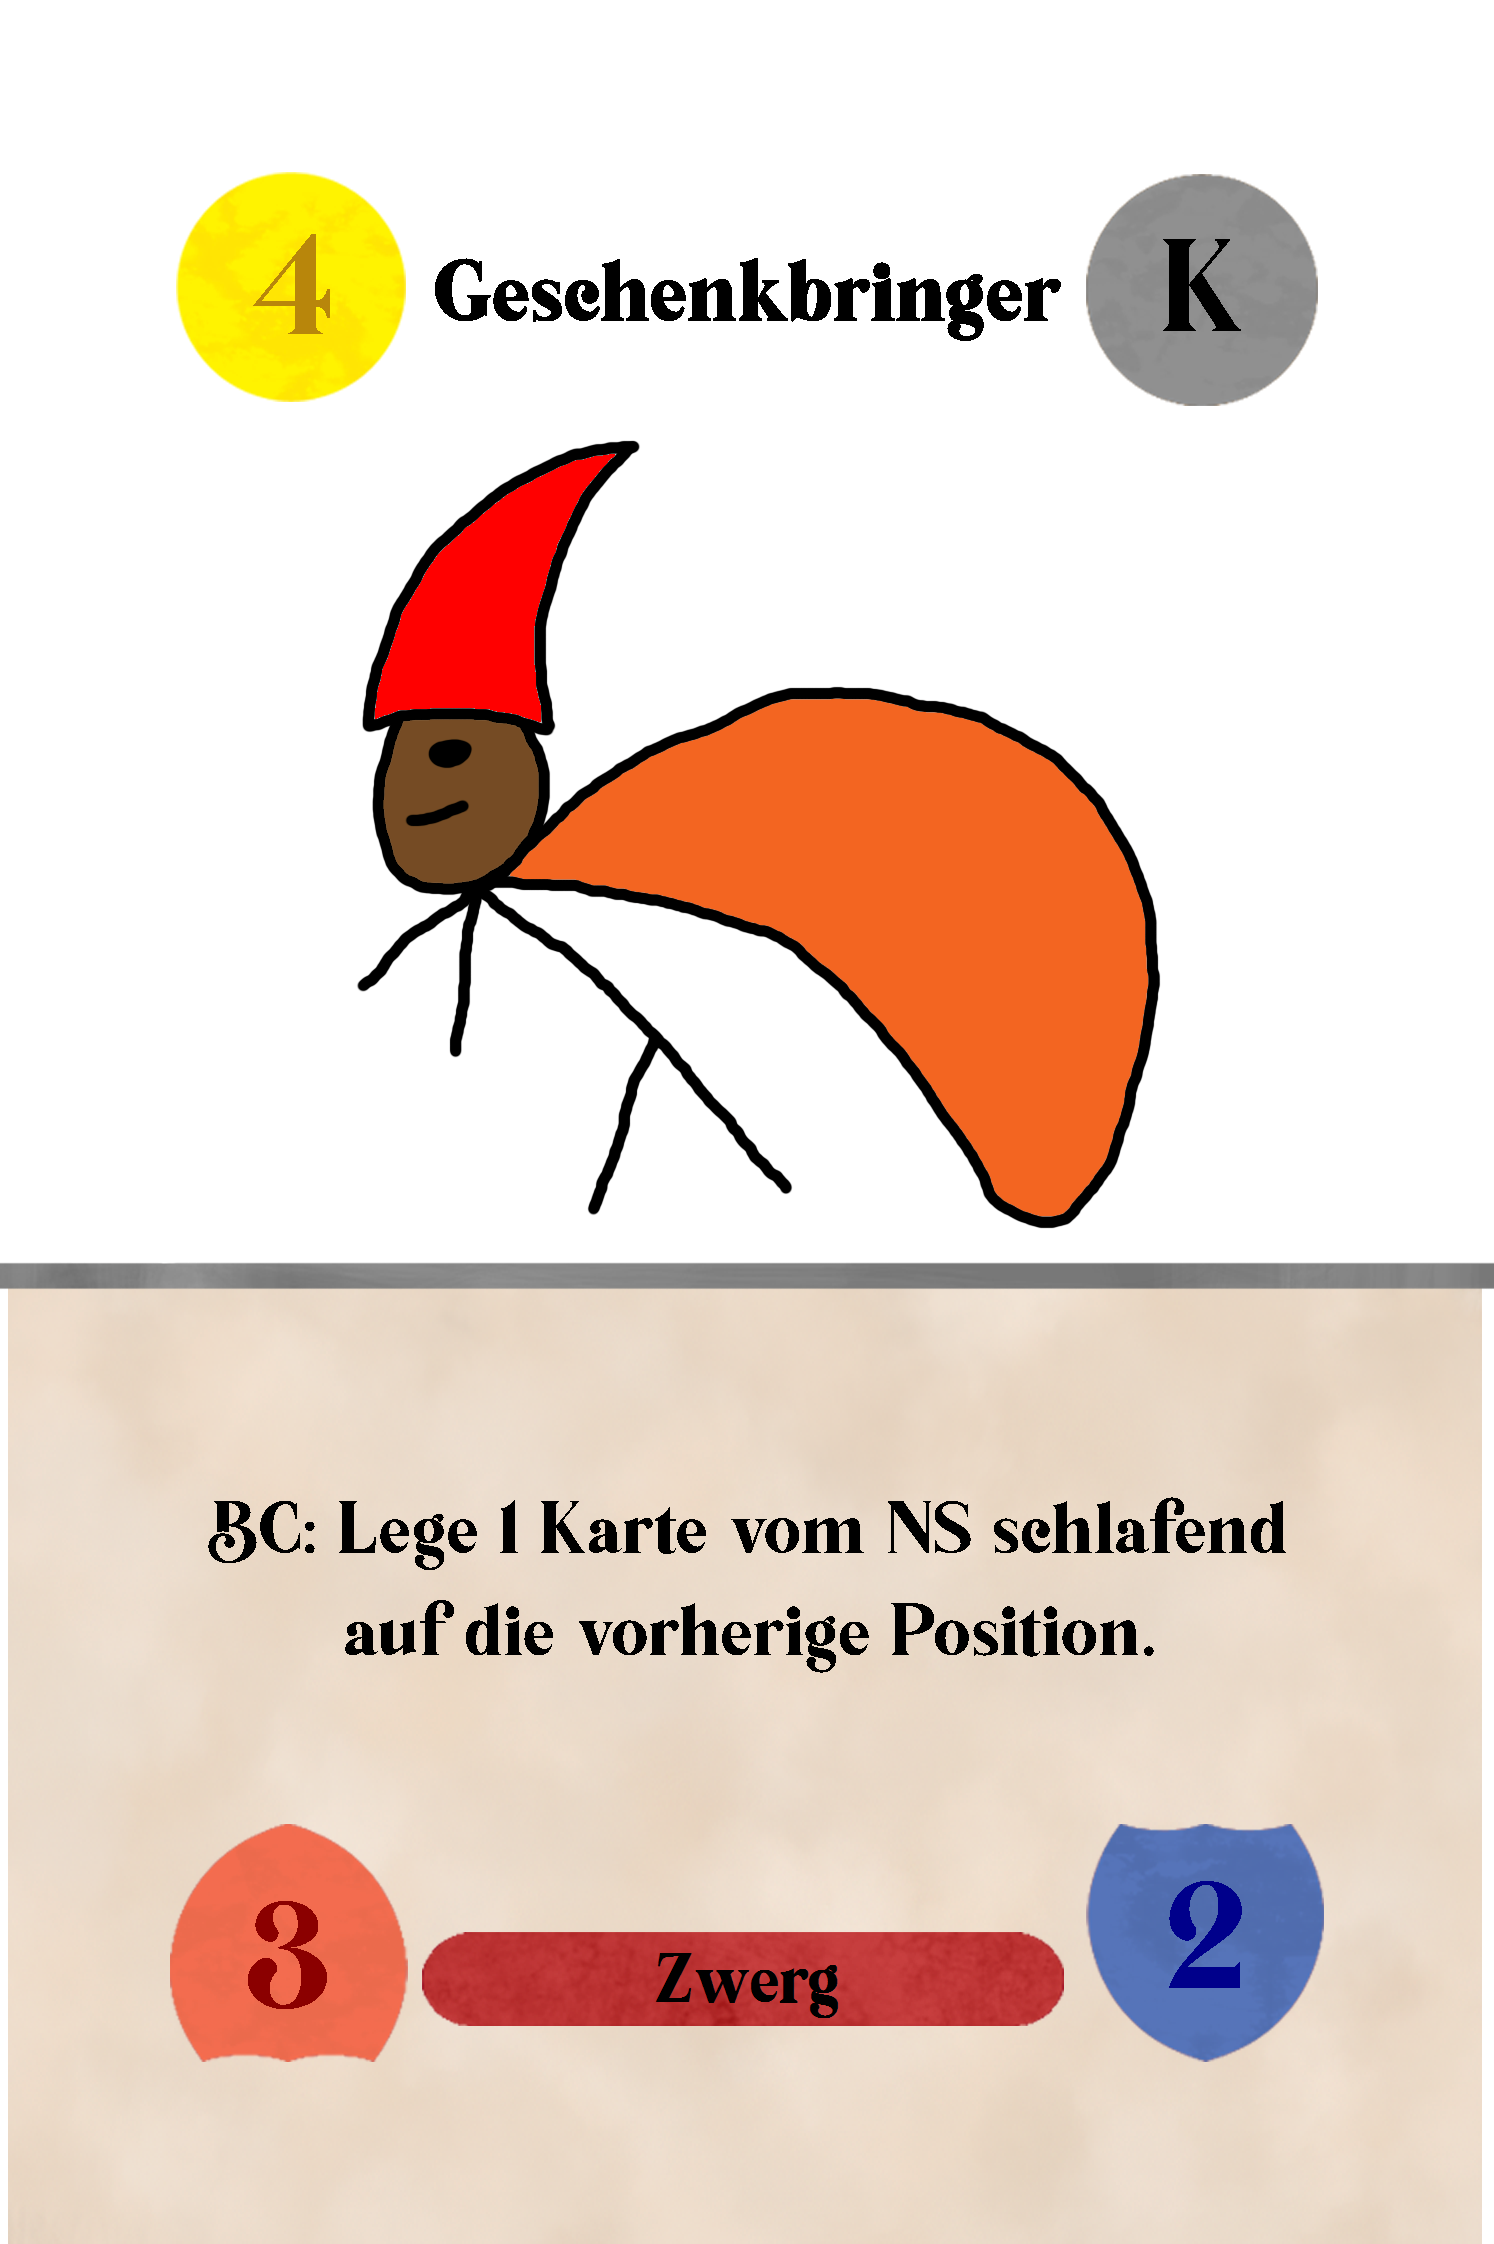 4 Geschenkbringer K
BC: Lege 1 Karte vom NS schlafend
auf die vorherige Position.
3 Zwerg 2